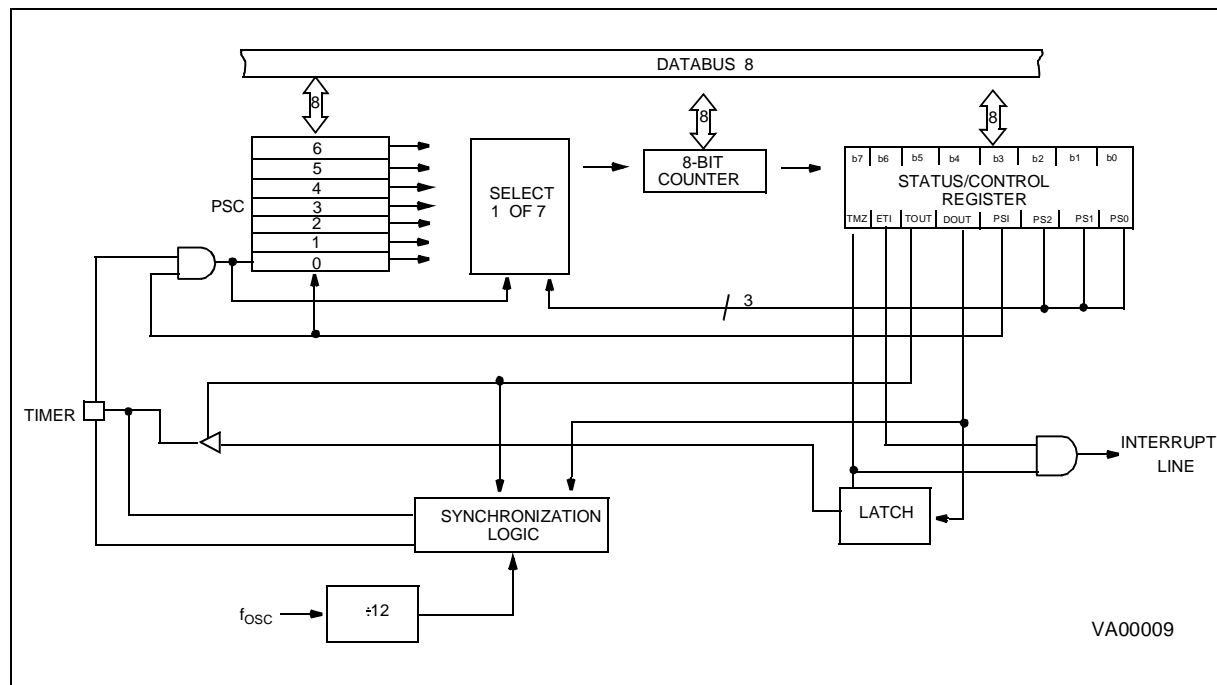 DATABUS 8
8
8
8
6
5
4
3
2
1
0
PSC
SELECT
1 OF 7
8-BIT
COUNTER
b7 b6 b5 b4 b3 b2 b1 b0
STATUS/CONTROL
REGISTER
TMZ ETI TOUT DOUT PSI PS2 PS1 PS0
3
TIMER
SYNCHRONIZATION
LOGIC
LATCH
INTERRUPT
LINE
fOSC
÷12
VA00009